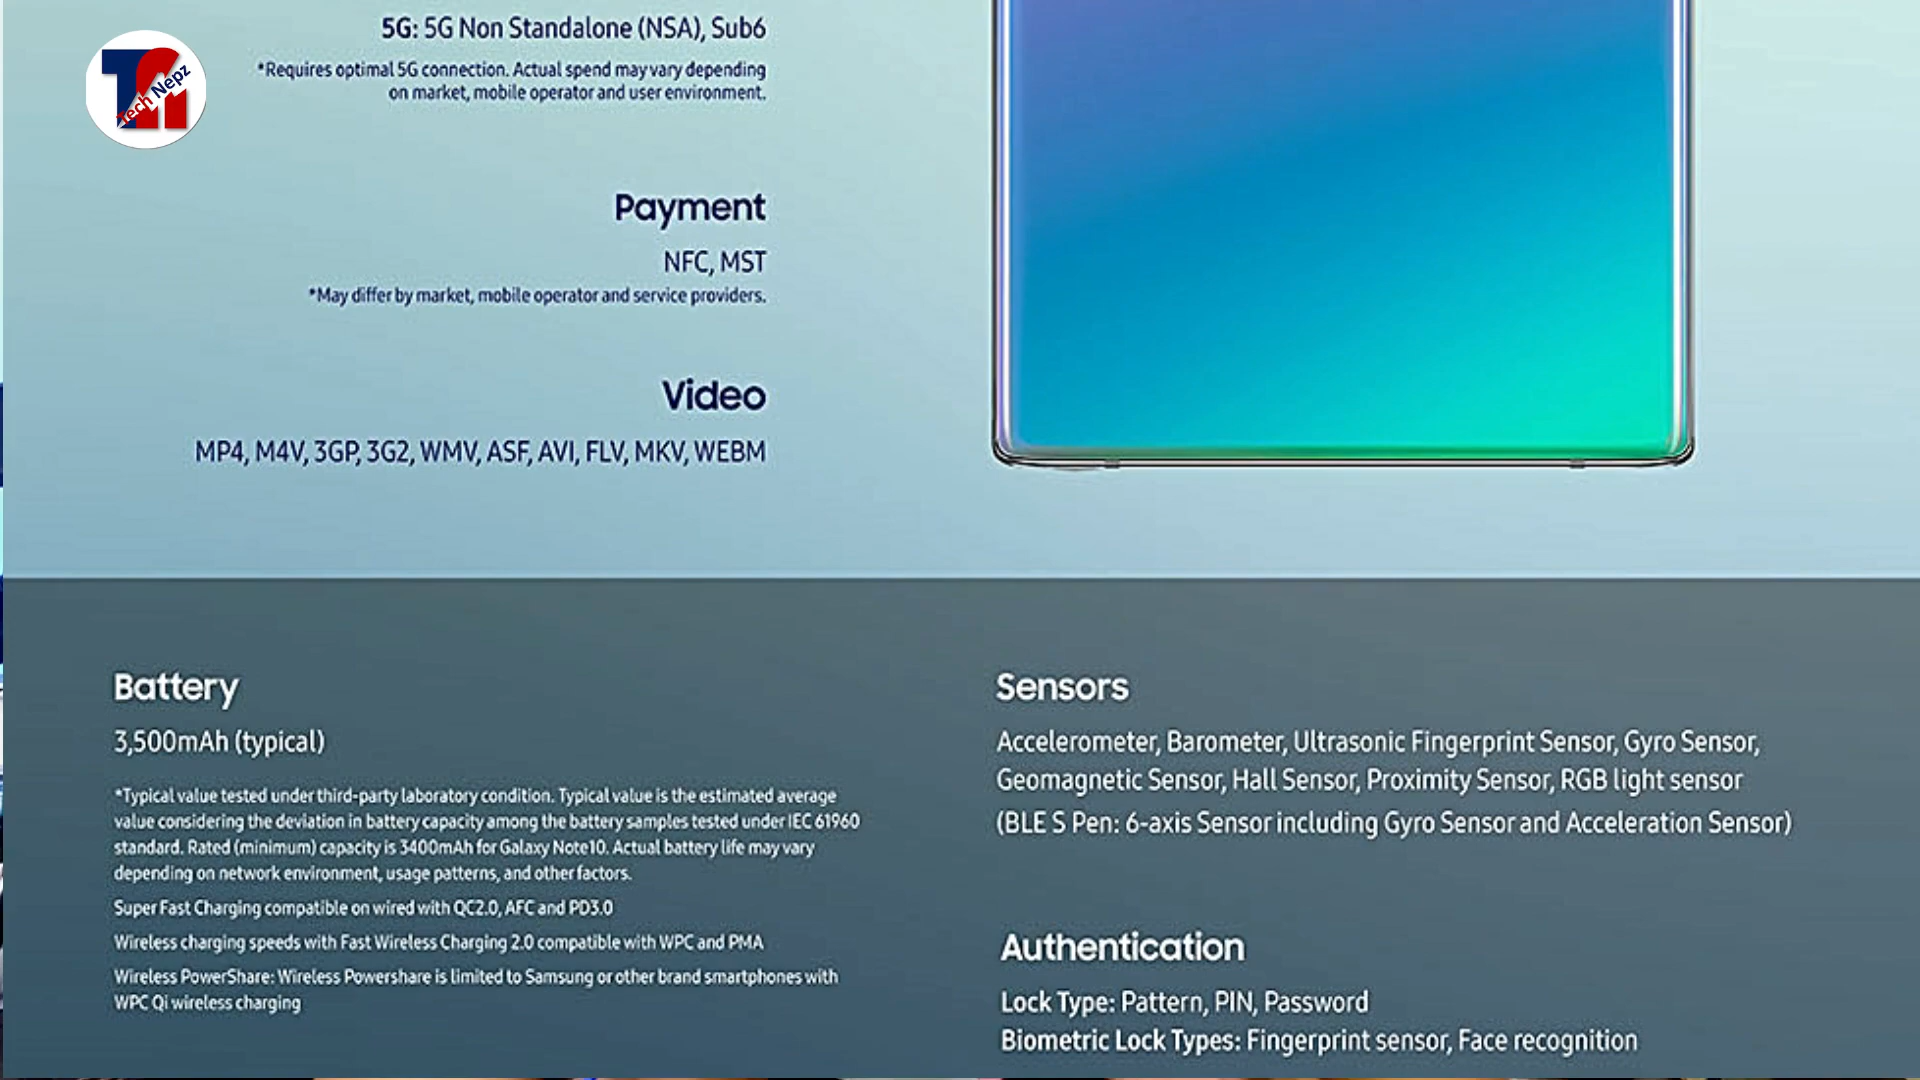 Tech Nepz
5G: 5G Non Standalone (NSA), Sub6
*Requires optimal 5G connection. Actual spend may vary depending
on market, mobile operator and user environment.
Payment
NFC, MST
*May differ by market, mobile operator and service providers.
Video
MP4, M4V, 3GP, 3G2, WMV, ASF, AVI, FLV, MKV, WEBM
Battery
3,500mAh (typical)
*Typical value tested under third-party laboratory condition. Typical value is the estimated average
value considering the deviation in battery capacity among the battery samples tested under IEC 61960
standard. Rated (minimum) capacity is 3400mAh for Galaxy Note10. Actual battery life may vary
depending on network environment, usage patterns, and other factors.
Super Fast Charging compatible on wired with QC2.0, AFC and PD3.0
Wireless charging speeds with Fast Wireless Charging 2.0 compatible with WPC and PMA
Wireless PowerShare: Wireless Powershare is limited to Samsung or other brand smartphones with
WPC Qi wireless charging
Sensors
Accelerometer, Barometer, Ultrasonic Fingerprint Sensor, Gyro Sensor,
Geomagnetic Sensor, Hall Sensor, Proximity Sensor, RGB light sensor
(BLE S Pen: 6-axis Sensor including Gyro Sensor and Acceleration Sensor)
Authentication
Lock Type: Pattern, PIN, Password
Biometric Lock Types: Fingerprint sensor, Face recognition